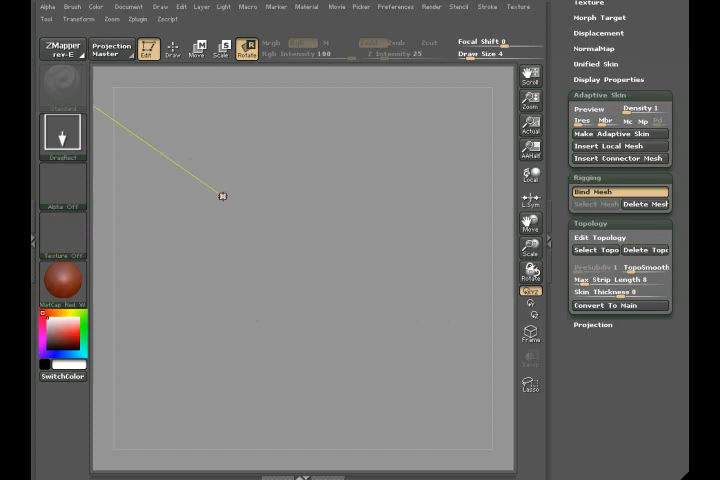 Alpha Brush Color Document Draw Edit Layer Light Macro Marker Material Movie Picker Preferences Render Stencil Stroke Texture
Tool Transform Zoom Zplugin Zscript
ZMapper
rev-E
Projection
Master
Edit
Draw
Move
Scale
Rotate
Mrgb Rgb M
Rgb Intensity 100
Zadd Zsub Zcut
Z Intensity 25
Focal Shift 0
Draw Size 4
Standard
DragRect
Alpha Off
Texture Off
MatCap Red W
SwitchColor
Scroll
Zoom
Actual
AAHalf
Local
L.Sym
Move
Scale
Rotate
Frame
Lasso
Texture
Morph Target
Displacement
NormalMap
Unified Skin
Display Properties
Adaptive Skin
Preview Density 1
Ires Mbr Mc Mp Pd
Make Adaptive Skin
Insert Local Mesh
Insert Connector Mesh
Rigging
Bind Mesh
Select Mesh Delete Mesh
Topology
Edit Topology
Select Topo Delete Topo
PreSubdiv 1 TopoSmooth
Max Strip Length 8
Skin Thickness 0
Convert To Main
Projection